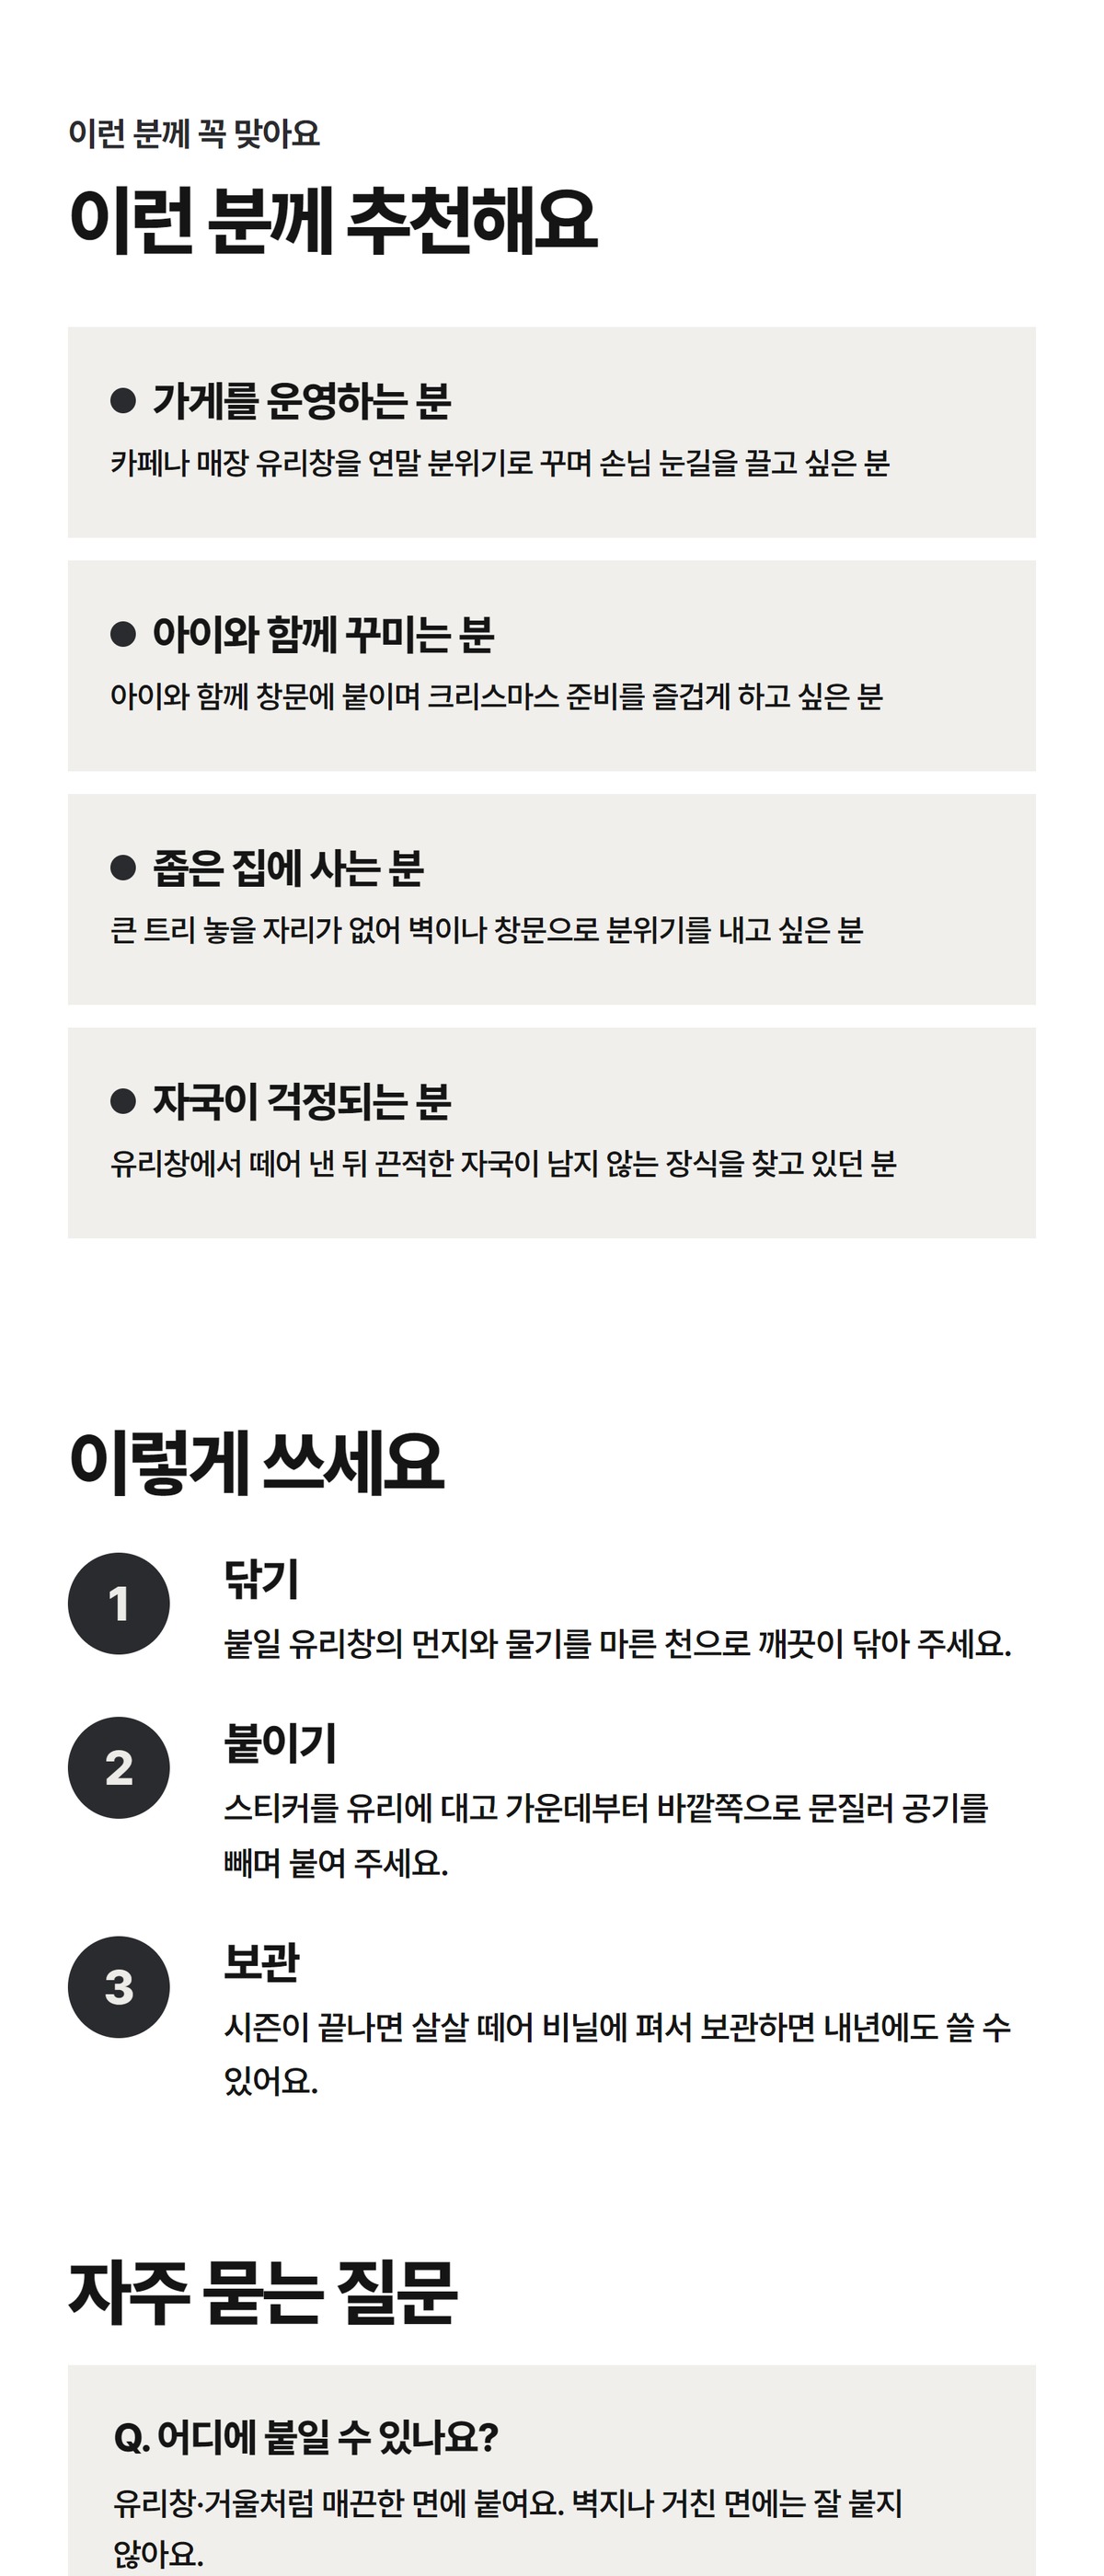 이런 분께 꼭 맞아요
이런 분께 추천해요
가게를 운영하는 분
카페나 매장 유리창을 연말 분위기로 꾸며 손님 눈길을 끌고 싶은 분
아이와 함께 꾸미는 분
아이와 함께 창문에 붙이며 크리스마스 준비를 즐겁게 하고 싶은 분
좁은 집에 사는 분
큰 트리 놓을 자리가 없어 벽이나 창문으로 분위기를 내고 싶은 분
자국이 걱정되는 분
유리창에서 떼어 낸 뒤 끈적한 자국이 남지 않는 장식을 찾고 있던 분
이렇게 쓰세요
1
닦기
붙일 유리창의 먼지와 물기를 마른 천으로 깨끗이 닦아 주세요.
2
붙이기
스티커를 유리에 대고 가운데부터 바깥쪽으로 문질러 공기를
빼며 붙여 주세요.
3
보관
시즌이 끝나면 살살 떼어 비닐에 펴서 보관하면 내년에도 쓸 수
있어요.
자주 묻는 질문
Q. 어디에 붙일 수 있나요?
유리창·거울처럼 매끈한 면에 붙여요. 벽지나 거친 면에는 잘 붙지
않아요.